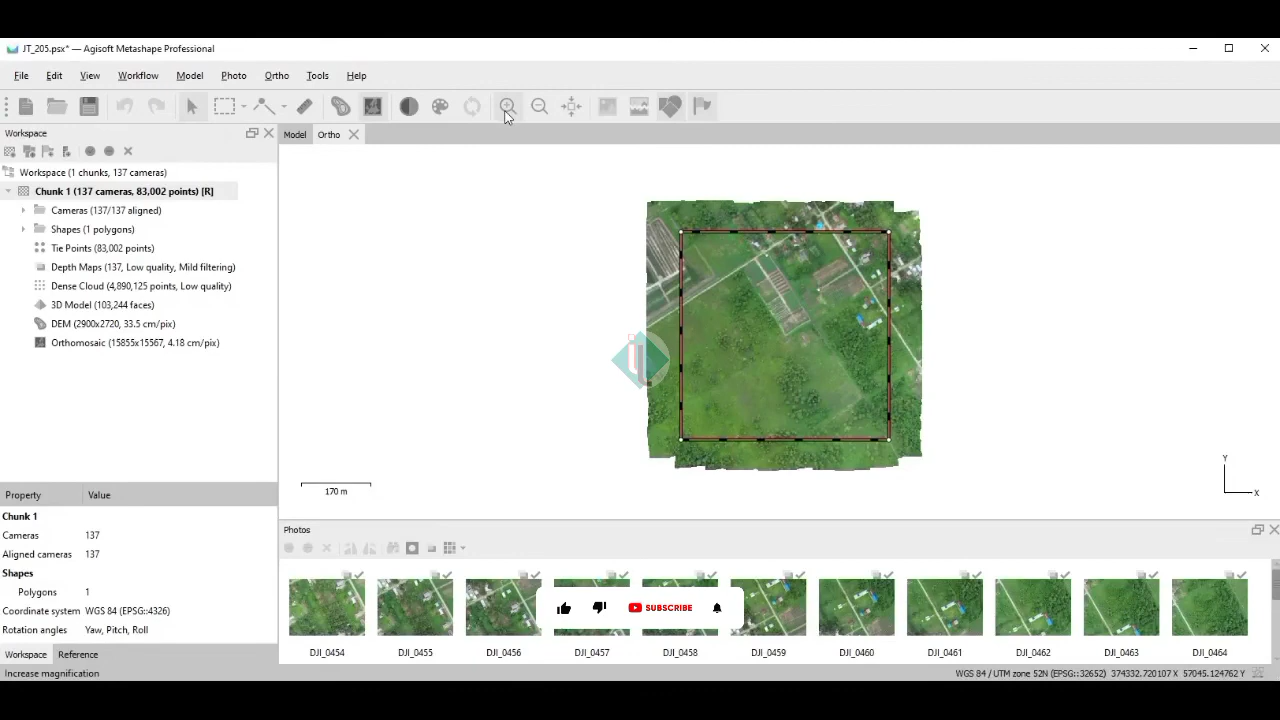 JT_205.psx* — Agisoft Metashape Professional
File Edit View Workflow Model Photo Ortho Tools Help
Workspace
Model Ortho
Workspace (1 chunks, 137 cameras)
Chunk 1 (137 cameras, 83,002 points) [R]
Cameras (137/137 aligned)
Shapes (1 polygons)
Tie Points (83,002 points)
Depth Maps (137, Low quality, Mild filtering)
Dense Cloud (4,890,125 points, Low quality)
3D Model (103,244 faces)
DEM (2900x2720, 33.5 cm/pix)
Orthomosaic (15855x15567, 4.18 cm/pix)
170 m
Y
X
Property Value
Chunk 1
Cameras 137
Aligned cameras 137
Shapes
Polygons 1
Coordinate system WGS 84 (EPSG::4326)
Rotation angles Yaw, Pitch, Roll
Workspace Reference
Photos
SUBSCRIBE
DJI_0454 DJI_0455 DJI_0456 DJI_0457 DJI_0458 DJI_0459 DJI_0460 DJI_0461 DJI_0462 DJI_0463 DJI_0464
Increase magnification
WGS 84 / UTM zone 52N (EPSG::32652) 374332.720107 X 57045.124762 Y